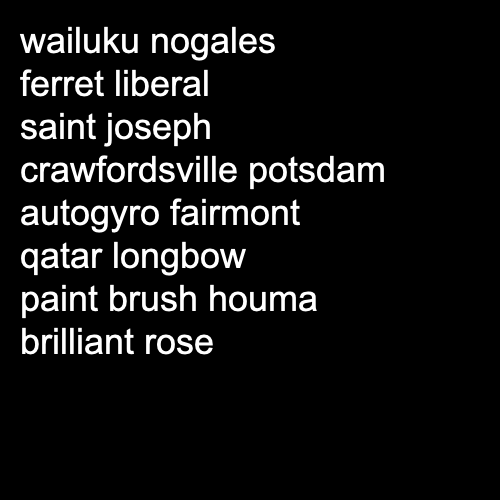 wailuku nogales
ferret liberal
saint joseph
crawfordsville potsdam
autogyro fairmont
qatar longbow
paint brush houma
brilliant rose